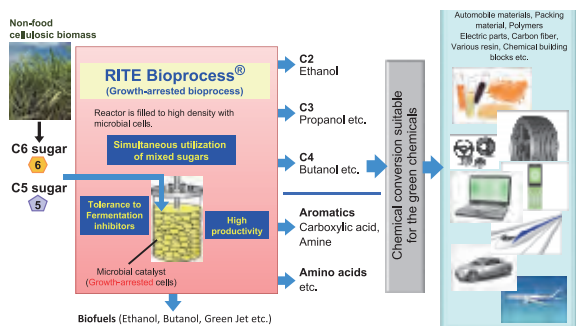 Non-food
cellulosic biomass
C6 sugar
6
C5 sugar
5
RITE Bioprocess®
(Growth-arrested bioprocess)
Reactor is filled to high density with
microbial cells.
Simultaneous utilization
of mixed sugars
Tolerance to
Fermentation
inhibitors
High
productivity
Microbial catalyst
(Growth-arrested cells)
Biofuels (Ethanol, Butanol, Green Jet etc.)
C2
Ethanol
C3
Propanol etc.
C4
Butanol etc.
Aromatics
Carboxylic acid,
Amine
Amino acids
etc.
Chemical conversion suitable
for the green chemicals
Automobile materials, Packing
material, Polymers
Electric parts, Carbon fiber,
Various resin, Chemical building
blocks etc.